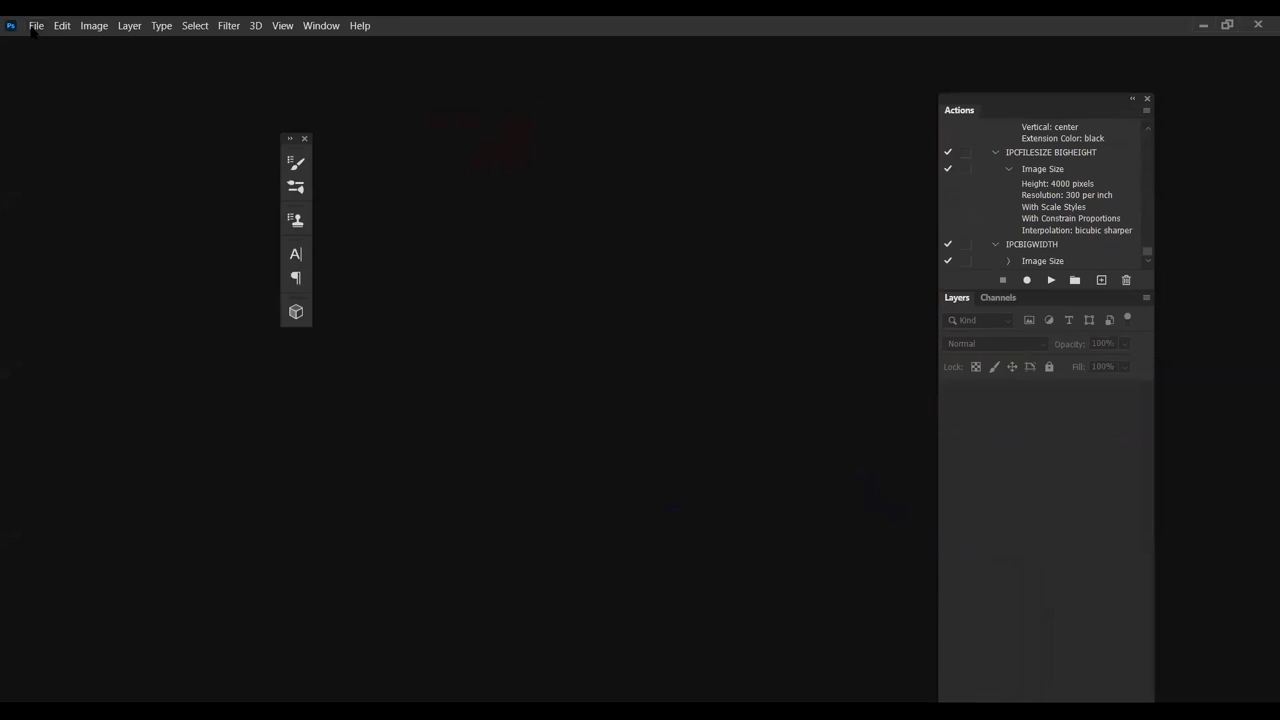 Ps File Edit Image Layer Type Select Filter 3D View Window Help
Actions
Vertical: center
Extension Color: black
IPCFILESIZE BIGHEIGHT
Image Size
Height: 4000 pixels
Resolution: 300 per inch
With Scale Styles
With Constrain Proportions
Interpolation: bicubic sharper
IPCBIGWIDTH
Image Size
Layers Channels
Kind
Normal Opacity: 100%
Lock: Fill: 100%